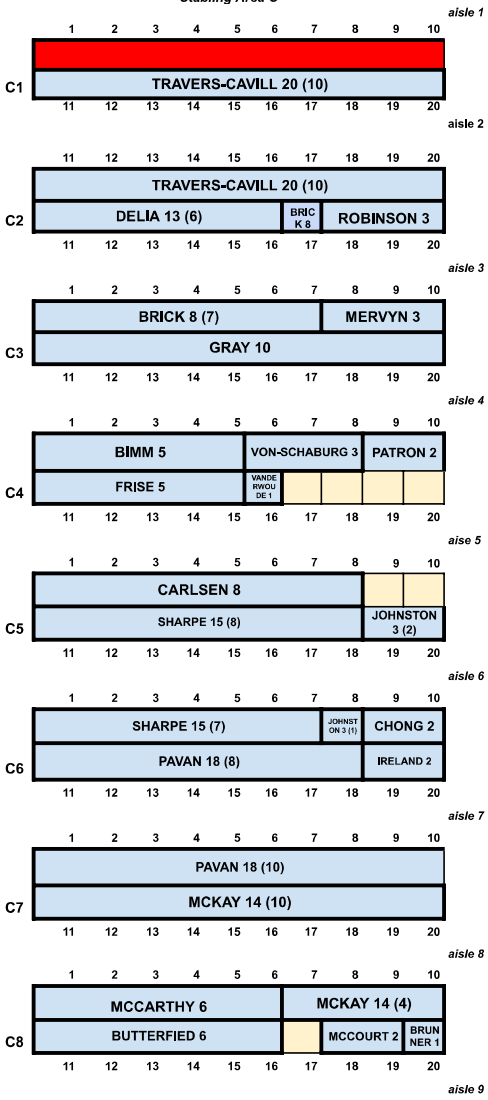 Stabling Area C
aisle 1
1 2 3 4 5 6 7 8 9 10
C1
TRAVERS-CAVILL 20 (10)
11 12 13 14 15 16 17 18 19 20
aisle 2
11 12 13 14 15 16 17 18 19 20
TRAVERS-CAVILL 20 (10)
C2
DELIA 13 (6)
BRIC
K 8
ROBINSON 3
11 12 13 14 15 16 17 18 19 20
aisle 3
1 2 3 4 5 6 7 8 9 10
BRICK 8 (7)
MERVYN 3
C3
GRAY 10
11 12 13 14 15 16 17 18 19 20
aisle 4
1 2 3 4 5 6 7 8 9 10
BIMM 5
VON-SCHABURG 3
PATRON 2
C4
FRISE 5
VANDE
RWOU
DE 1
11 12 13 14 15 16 17 18 19 20
aise 5
1 2 3 4 5 6 7 8 9 10
CARLSEN 8
C5
SHARPE 15 (8)
JOHNSTON
3 (2)
11 12 13 14 15 16 17 18 19 20
aisle 6
1 2 3 4 5 6 7 8 9 10
SHARPE 15 (7)
JOHNST
ON 3 (1)
CHONG 2
C6
PAVAN 18 (8)
IRELAND 2
11 12 13 14 15 16 17 18 19 20
aisle 7
1 2 3 4 5 6 7 8 9 10
PAVAN 18 (10)
C7
MCKAY 14 (10)
11 12 13 14 15 16 17 18 19 20
aisle 8
1 2 3 4 5 6 7 8 9 10
MCCARTHY 6
MCKAY 14 (4)
C8
BUTTERFIED 6
MCCOURT 2
BRUN
NER 1
11 12 13 14 15 16 17 18 19 20
aisle 9